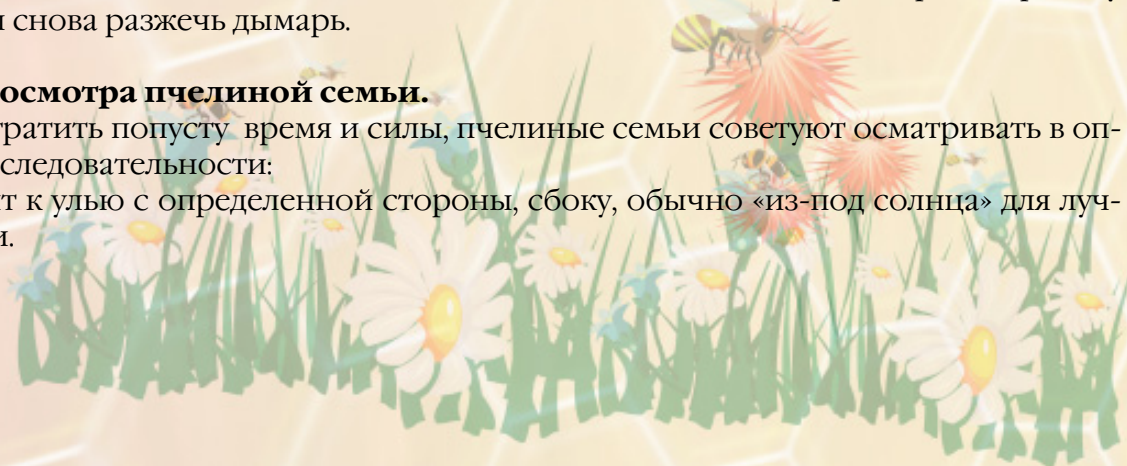 снова разжечь дымарь.
осмотра пчелиной семьи.
тратить попусту время и силы, пчелиные семьи советуют осматривать в оп-
следовательности:
т к улью с определенной стороны, сбоку, обычно «из-под солнца» для луч-
и.